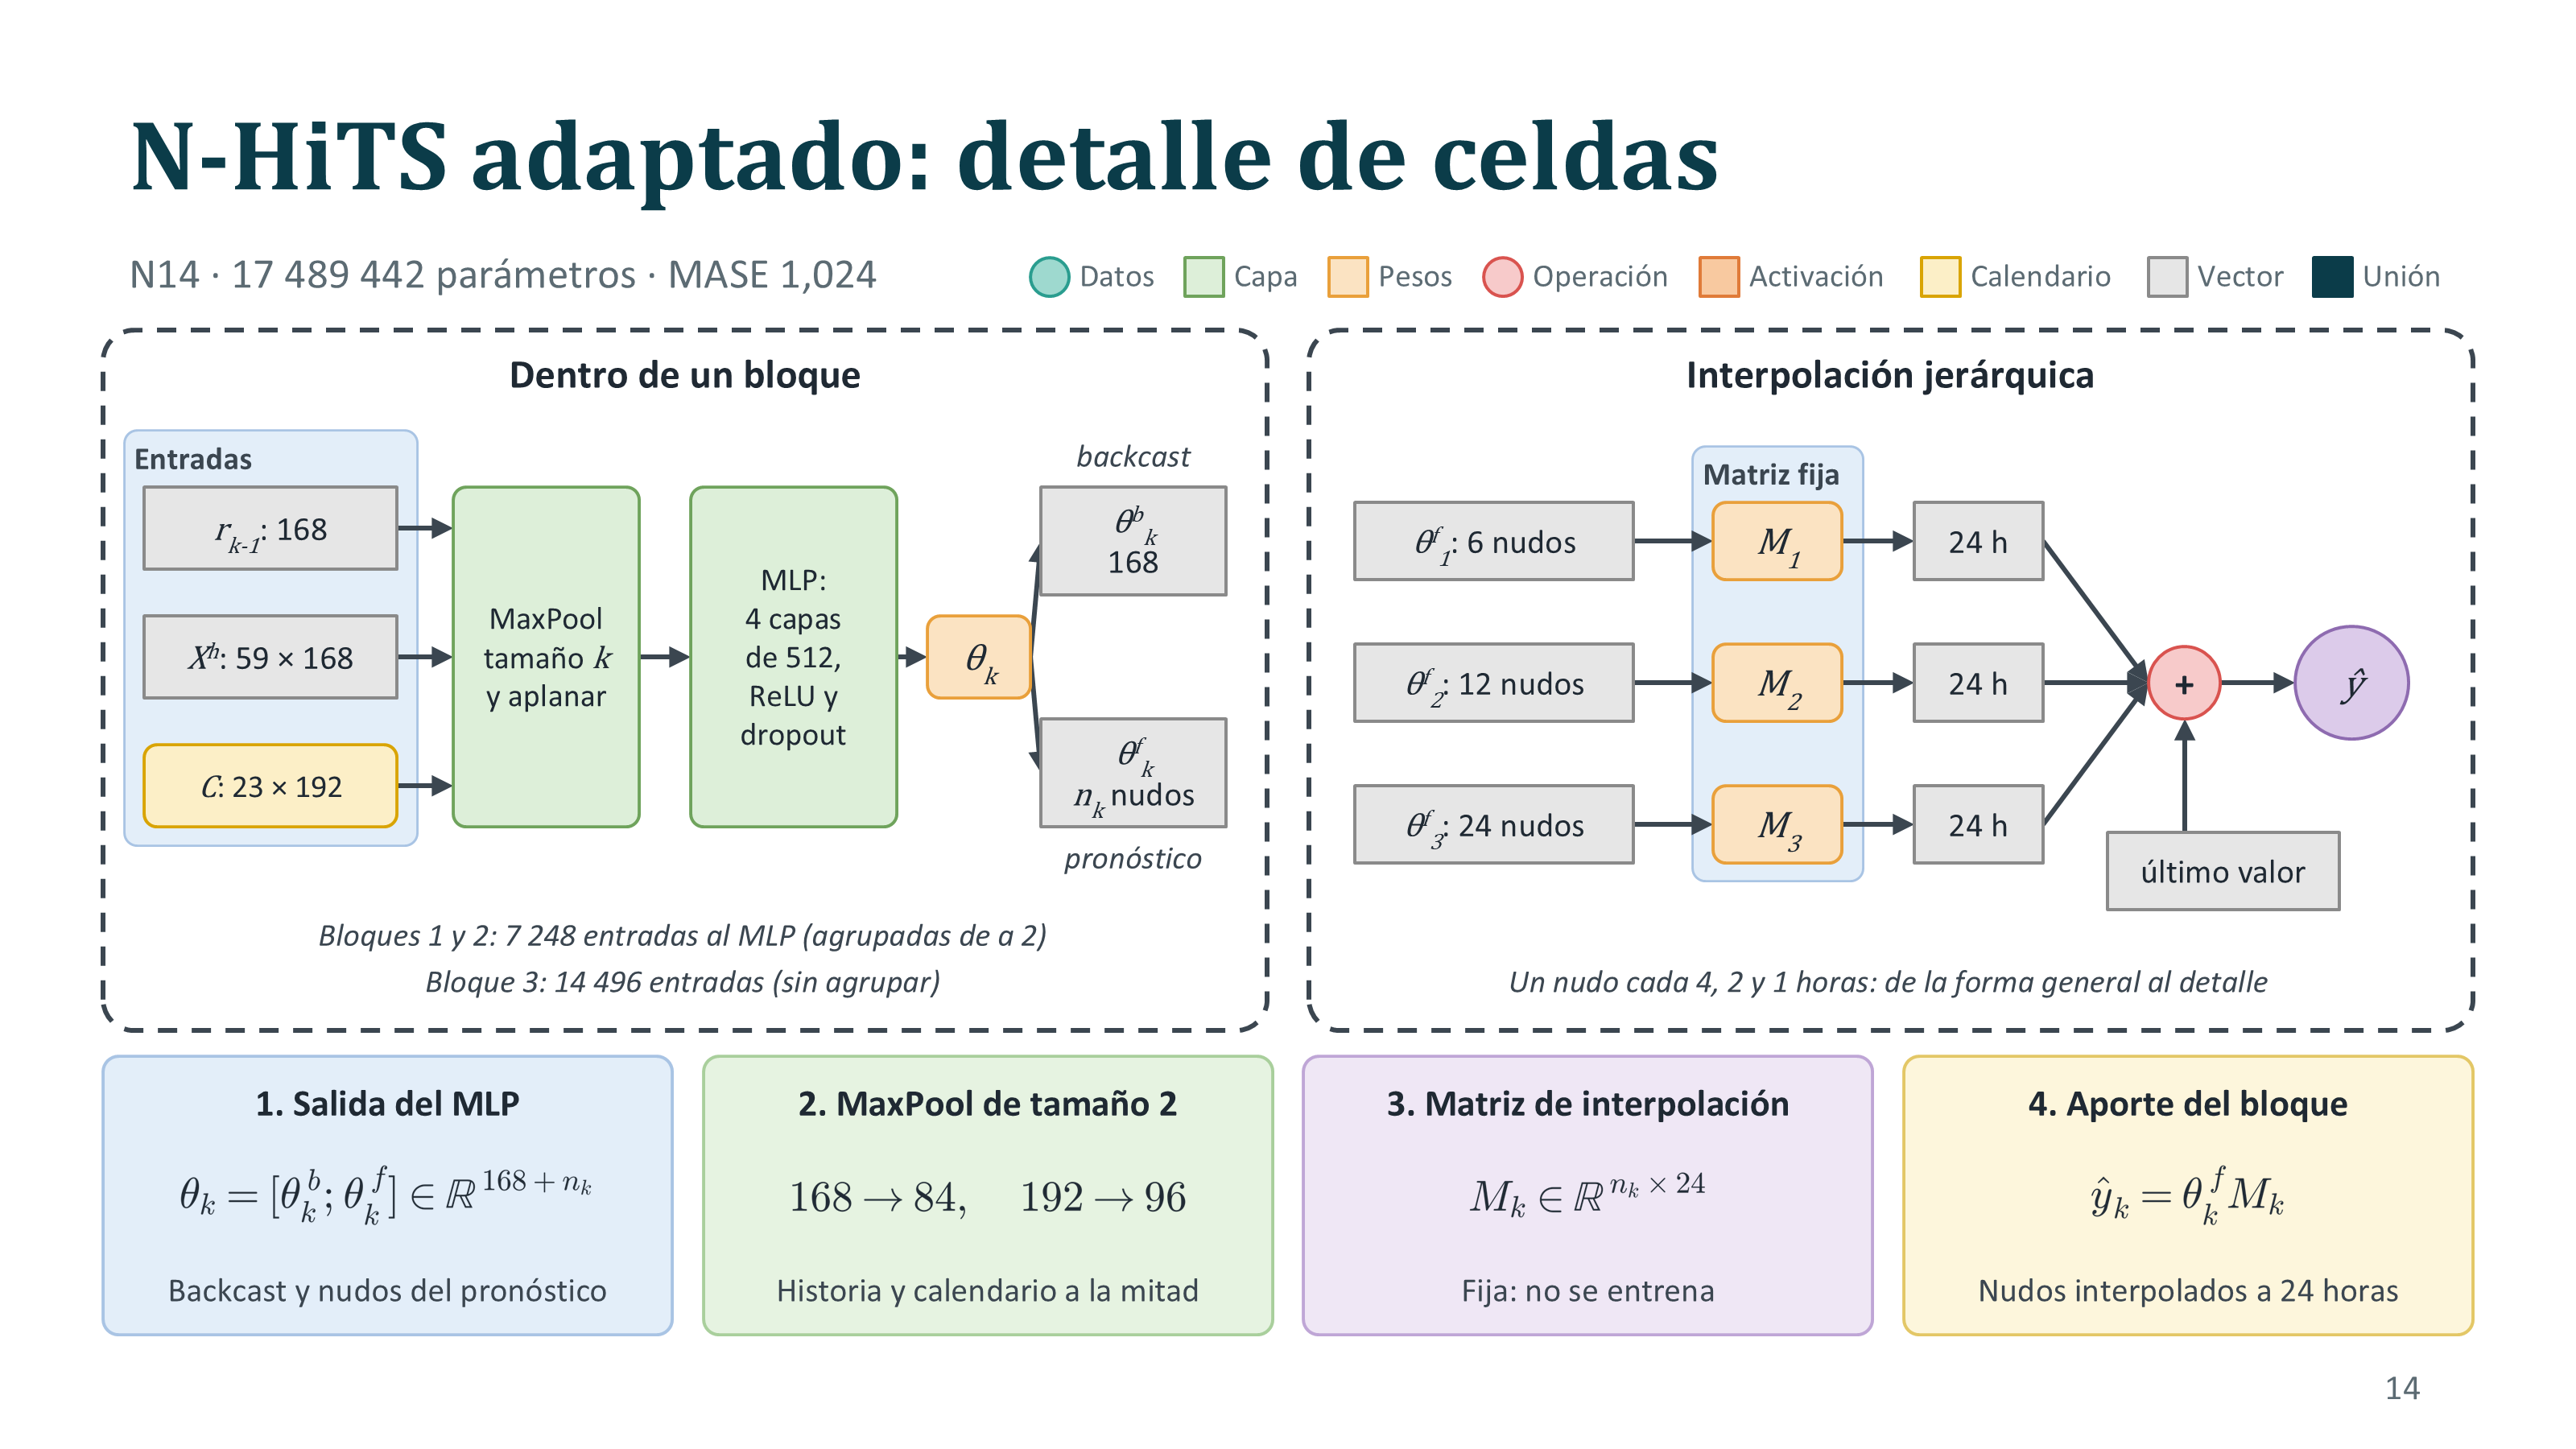 N-HiTS adaptado: detalle de celdas
N14 · 17 489 442 parámetros · MASE 1,024
Datos Capa Pesos Operación Activación Calendario Vector Unión
Dentro de un bloque
Entradas
r_{k-1}: 168
X^h: 59 × 168
C: 23 × 192
MaxPool
tamaño k
y aplanar
MLP:
4 capas
de 512,
ReLU y
dropout
θ_k
backcast
θ^b_k
168
θ^f_k
n_k nudos
pronóstico
Bloques 1 y 2: 7 248 entradas al MLP (agrupadas de a 2)
Bloque 3: 14 496 entradas (sin agrupar)
Interpolación jerárquica
Matriz fija
θ^f_1: 6 nudos
M_1
24 h
θ^f_2: 12 nudos
M_2
24 h
+
ŷ
θ^f_3: 24 nudos
M_3
24 h
último valor
Un nudo cada 4, 2 y 1 horas: de la forma general al detalle
1. Salida del MLP
θ_k = [θ^b_k; θ^f_k] ∈ ℝ^{168 + n_k}
Backcast y nudos del pronóstico
2. MaxPool de tamaño 2
168 → 84, 192 → 96
Historia y calendario a la mitad
3. Matriz de interpolación
M_k ∈ ℝ^{n_k × 24}
Fija: no se entrena
4. Aporte del bloque
ŷ_k = θ^f_k M_k
Nudos interpolados a 24 horas
14